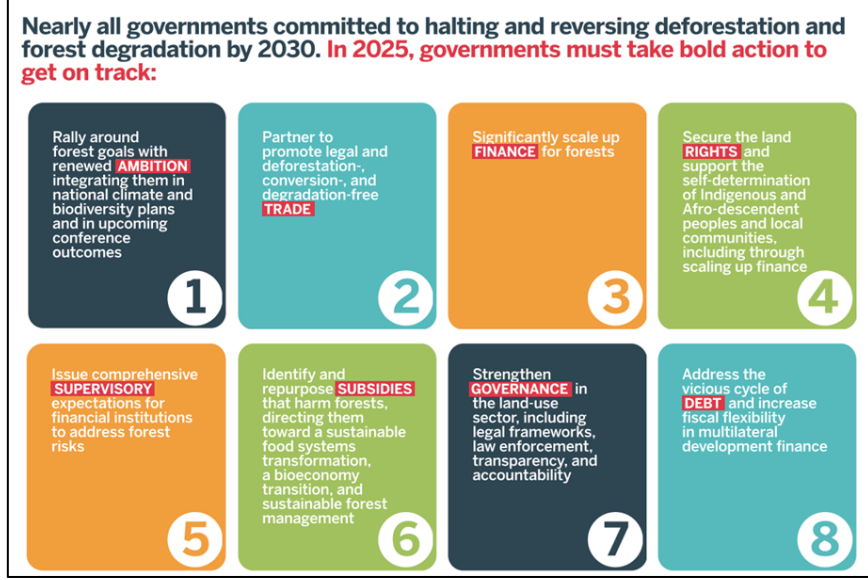 Nearly all governments committed to halting and reversing deforestation and
forest degradation by 2030. In 2025, governments must take bold action to
get on track:
Rally around
forest goals with
renewed AMBITION
integrating them in
national climate and
biodiversity plans
and in upcoming
conference
outcomes
1
Partner to
promote legal and
deforestation-,
conversion-, and
degradation-free
TRADE
2
Significantly scale up
FINANCE for forests
3
Secure the land
RIGHTS and
support the
self-determination
of Indigenous and
Afro-descendent
peoples and local
communities,
including through
scaling up finance
4
Issue comprehensive
SUPERVISORY
expectations for
financial institutions
to address forest
risks
5
Identify and
repurpose SUBSIDIES
that harm forests,
directing them
toward a sustainable
food systems
transformation,
a bioeconomy
transition, and
sustainable forest
management
6
Strengthen
GOVERNANCE in
the land-use
sector, including
legal frameworks,
law enforcement,
transparency, and
accountability
7
Address the
vicious cycle of
DEBT and increase
fiscal flexibility
in multilateral
development finance
8